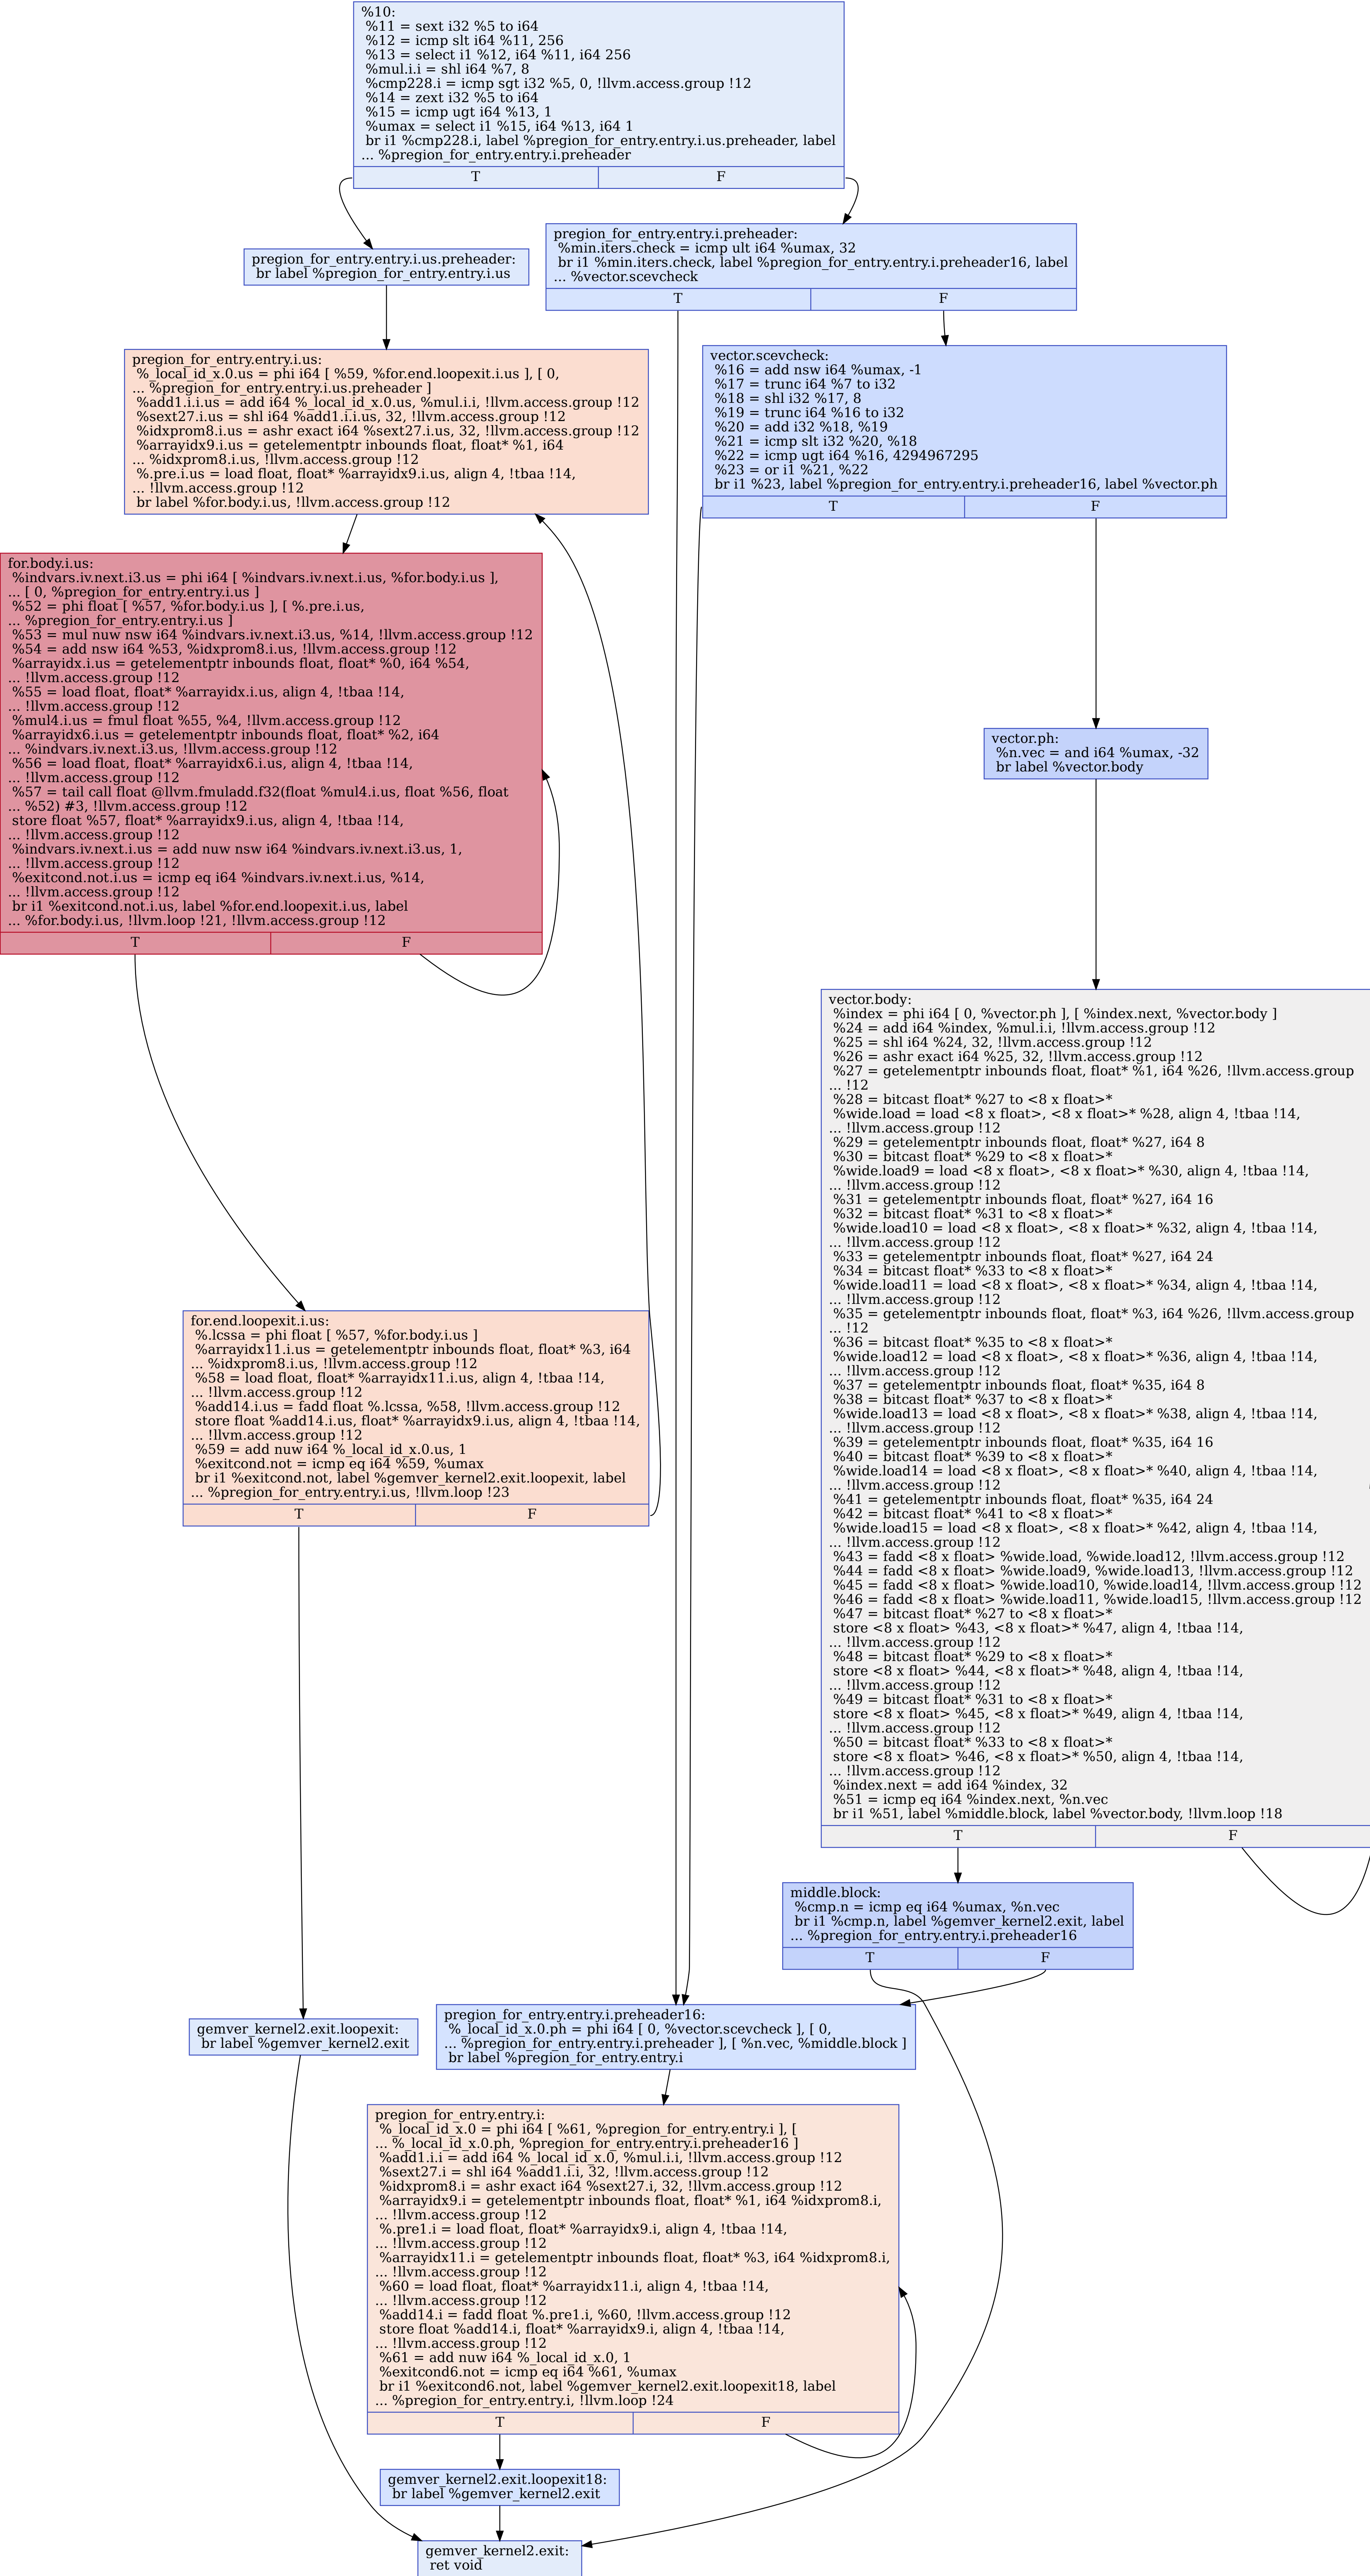 %10:
%11 = sext i32 %5 to i64
%12 = icmp slt i64 %11, 256
%13 = select i1 %12, i64 %11, i64 256
%mul.i.i = shl i64 %7, 8
%cmp228.i = icmp sgt i32 %5, 0, !llvm.access.group !12
%14 = zext i32 %5 to i64
%15 = icmp ugt i64 %13, 1
%umax = select i1 %15, i64 %13, i64 1
br i1 %cmp228.i, label %pregion_for_entry.entry.i.us.preheader, label
... %pregion_for_entry.entry.i.preheader
T
F
pregion_for_entry.entry.i.us.preheader:
br label %pregion_for_entry.entry.i.us
pregion_for_entry.entry.i.preheader:
%min.iters.check = icmp ult i64 %umax, 32
br i1 %min.iters.check, label %pregion_for_entry.entry.i.preheader16, label
... %vector.scevcheck
T
F
pregion_for_entry.entry.i.us:
%_local_id_x.0.us = phi i64 [ %59, %for.end.loopexit.i.us ], [ 0,
... %pregion_for_entry.entry.i.us.preheader ]
%add1.i.i.us = add i64 %_local_id_x.0.us, %mul.i.i, !llvm.access.group !12
%sext27.i.us = shl i64 %add1.i.i.us, 32, !llvm.access.group !12
%idxprom8.i.us = ashr exact i64 %sext27.i.us, 32, !llvm.access.group !12
%arrayidx9.i.us = getelementptr inbounds float, float* %1, i64
... %idxprom8.i.us, !llvm.access.group !12
%.pre.i.us = load float, float* %arrayidx9.i.us, align 4, !tbaa !14,
... !llvm.access.group !12
br label %for.body.i.us, !llvm.access.group !12
vector.scevcheck:
%16 = add nsw i64 %umax, -1
%17 = trunc i64 %7 to i32
%18 = shl i32 %17, 8
%19 = trunc i64 %16 to i32
%20 = add i32 %18, %19
%21 = icmp slt i32 %20, %18
%22 = icmp ugt i64 %16, 4294967295
%23 = or i1 %21, %22
br i1 %23, label %pregion_for_entry.entry.i.preheader16, label %vector.ph
T
F
for.body.i.us:
%indvars.iv.next.i3.us = phi i64 [ %indvars.iv.next.i.us, %for.body.i.us ],
... [ 0, %pregion_for_entry.entry.i.us ]
%52 = phi float [ %57, %for.body.i.us ], [ %.pre.i.us,
... %pregion_for_entry.entry.i.us ]
%53 = mul nuw nsw i64 %indvars.iv.next.i3.us, %14, !llvm.access.group !12
%54 = add nsw i64 %53, %idxprom8.i.us, !llvm.access.group !12
%arrayidx.i.us = getelementptr inbounds float, float* %0, i64 %54,
... !llvm.access.group !12
%55 = load float, float* %arrayidx.i.us, align 4, !tbaa !14,
... !llvm.access.group !12
%mul4.i.us = fmul float %55, %4, !llvm.access.group !12
%arrayidx6.i.us = getelementptr inbounds float, float* %2, i64
... %indvars.iv.next.i3.us, !llvm.access.group !12
%56 = load float, float* %arrayidx6.i.us, align 4, !tbaa !14,
... !llvm.access.group !12
%57 = tail call float @llvm.fmuladd.f32(float %mul4.i.us, float %56, float
... %52) #3, !llvm.access.group !12
store float %57, float* %arrayidx9.i.us, align 4, !tbaa !14,
... !llvm.access.group !12
%indvars.iv.next.i.us = add nuw nsw i64 %indvars.iv.next.i3.us, 1,
... !llvm.access.group !12
%exitcond.not.i.us = icmp eq i64 %indvars.iv.next.i.us, %14,
... !llvm.access.group !12
br i1 %exitcond.not.i.us, label %for.end.loopexit.i.us, label
... %for.body.i.us, !llvm.loop !21, !llvm.access.group !12
T
F
vector.ph:
%n.vec = and i64 %umax, -32
br label %vector.body
vector.body:
%index = phi i64 [ 0, %vector.ph ], [ %index.next, %vector.body ]
%24 = add i64 %index, %mul.i.i, !llvm.access.group !12
%25 = shl i64 %24, 32, !llvm.access.group !12
%26 = ashr exact i64 %25, 32, !llvm.access.group !12
%27 = getelementptr inbounds float, float* %1, i64 %26, !llvm.access.group
... !12
%28 = bitcast float* %27 to <8 x float>*
%wide.load = load <8 x float>, <8 x float>* %28, align 4, !tbaa !14,
... !llvm.access.group !12
%29 = getelementptr inbounds float, float* %27, i64 8
%30 = bitcast float* %29 to <8 x float>*
%wide.load9 = load <8 x float>, <8 x float>* %30, align 4, !tbaa !14,
... !llvm.access.group !12
%31 = getelementptr inbounds float, float* %27, i64 16
%32 = bitcast float* %31 to <8 x float>*
%wide.load10 = load <8 x float>, <8 x float>* %32, align 4, !tbaa !14,
... !llvm.access.group !12
%33 = getelementptr inbounds float, float* %27, i64 24
%34 = bitcast float* %33 to <8 x float>*
%wide.load11 = load <8 x float>, <8 x float>* %34, align 4, !tbaa !14,
... !llvm.access.group !12
%35 = getelementptr inbounds float, float* %3, i64 %26, !llvm.access.group
... !12
%36 = bitcast float* %35 to <8 x float>*
%wide.load12 = load <8 x float>, <8 x float>* %36, align 4, !tbaa !14,
... !llvm.access.group !12
%37 = getelementptr inbounds float, float* %35, i64 8
%38 = bitcast float* %37 to <8 x float>*
%wide.load13 = load <8 x float>, <8 x float>* %38, align 4, !tbaa !14,
... !llvm.access.group !12
%39 = getelementptr inbounds float, float* %35, i64 16
%40 = bitcast float* %39 to <8 x float>*
%wide.load14 = load <8 x float>, <8 x float>* %40, align 4, !tbaa !14,
... !llvm.access.group !12
%41 = getelementptr inbounds float, float* %35, i64 24
%42 = bitcast float* %41 to <8 x float>*
%wide.load15 = load <8 x float>, <8 x float>* %42, align 4, !tbaa !14,
... !llvm.access.group !12
%43 = fadd <8 x float> %wide.load, %wide.load12, !llvm.access.group !12
%44 = fadd <8 x float> %wide.load9, %wide.load13, !llvm.access.group !12
%45 = fadd <8 x float> %wide.load10, %wide.load14, !llvm.access.group !12
%46 = fadd <8 x float> %wide.load11, %wide.load15, !llvm.access.group !12
%47 = bitcast float* %27 to <8 x float>*
store <8 x float> %43, <8 x float>* %47, align 4, !tbaa !14,
... !llvm.access.group !12
%48 = bitcast float* %29 to <8 x float>*
store <8 x float> %44, <8 x float>* %48, align 4, !tbaa !14,
... !llvm.access.group !12
%49 = bitcast float* %31 to <8 x float>*
store <8 x float> %45, <8 x float>* %49, align 4, !tbaa !14,
... !llvm.access.group !12
%50 = bitcast float* %33 to <8 x float>*
store <8 x float> %46, <8 x float>* %50, align 4, !tbaa !14,
... !llvm.access.group !12
%index.next = add i64 %index, 32
%51 = icmp eq i64 %index.next, %n.vec
br i1 %51, label %middle.block, label %vector.body, !llvm.loop !18
T
F
for.end.loopexit.i.us:
%.lcssa = phi float [ %57, %for.body.i.us ]
%arrayidx11.i.us = getelementptr inbounds float, float* %3, i64
... %idxprom8.i.us, !llvm.access.group !12
%58 = load float, float* %arrayidx11.i.us, align 4, !tbaa !14,
... !llvm.access.group !12
%add14.i.us = fadd float %.lcssa, %58, !llvm.access.group !12
store float %add14.i.us, float* %arrayidx9.i.us, align 4, !tbaa !14,
... !llvm.access.group !12
%59 = add nuw i64 %_local_id_x.0.us, 1
%exitcond.not = icmp eq i64 %59, %umax
br i1 %exitcond.not, label %gemver_kernel2.exit.loopexit, label
... %pregion_for_entry.entry.i.us, !llvm.loop !23
T
F
middle.block:
%cmp.n = icmp eq i64 %umax, %n.vec
br i1 %cmp.n, label %gemver_kernel2.exit, label
... %pregion_for_entry.entry.i.preheader16
T
F
gemver_kernel2.exit.loopexit:
br label %gemver_kernel2.exit
pregion_for_entry.entry.i.preheader16:
%_local_id_x.0.ph = phi i64 [ 0, %vector.scevcheck ], [ 0,
... %pregion_for_entry.entry.i.preheader ], [ %n.vec, %middle.block ]
br label %pregion_for_entry.entry.i
pregion_for_entry.entry.i:
%_local_id_x.0 = phi i64 [ %61, %pregion_for_entry.entry.i ], [
... %_local_id_x.0.ph, %pregion_for_entry.entry.i.preheader16 ]
%add1.i.i = add i64 %_local_id_x.0, %mul.i.i, !llvm.access.group !12
%sext27.i = shl i64 %add1.i.i, 32, !llvm.access.group !12
%idxprom8.i = ashr exact i64 %sext27.i, 32, !llvm.access.group !12
%arrayidx9.i = getelementptr inbounds float, float* %1, i64 %idxprom8.i,
... !llvm.access.group !12
%.pre1.i = load float, float* %arrayidx9.i, align 4, !tbaa !14,
... !llvm.access.group !12
%arrayidx11.i = getelementptr inbounds float, float* %3, i64 %idxprom8.i,
... !llvm.access.group !12
%60 = load float, float* %arrayidx11.i, align 4, !tbaa !14,
... !llvm.access.group !12
%add14.i = fadd float %.pre1.i, %60, !llvm.access.group !12
store float %add14.i, float* %arrayidx9.i, align 4, !tbaa !14,
... !llvm.access.group !12
%61 = add nuw i64 %_local_id_x.0, 1
%exitcond6.not = icmp eq i64 %61, %umax
br i1 %exitcond6.not, label %gemver_kernel2.exit.loopexit18, label
... %pregion_for_entry.entry.i, !llvm.loop !24
T
F
gemver_kernel2.exit.loopexit18:
br label %gemver_kernel2.exit
gemver_kernel2.exit:
ret void